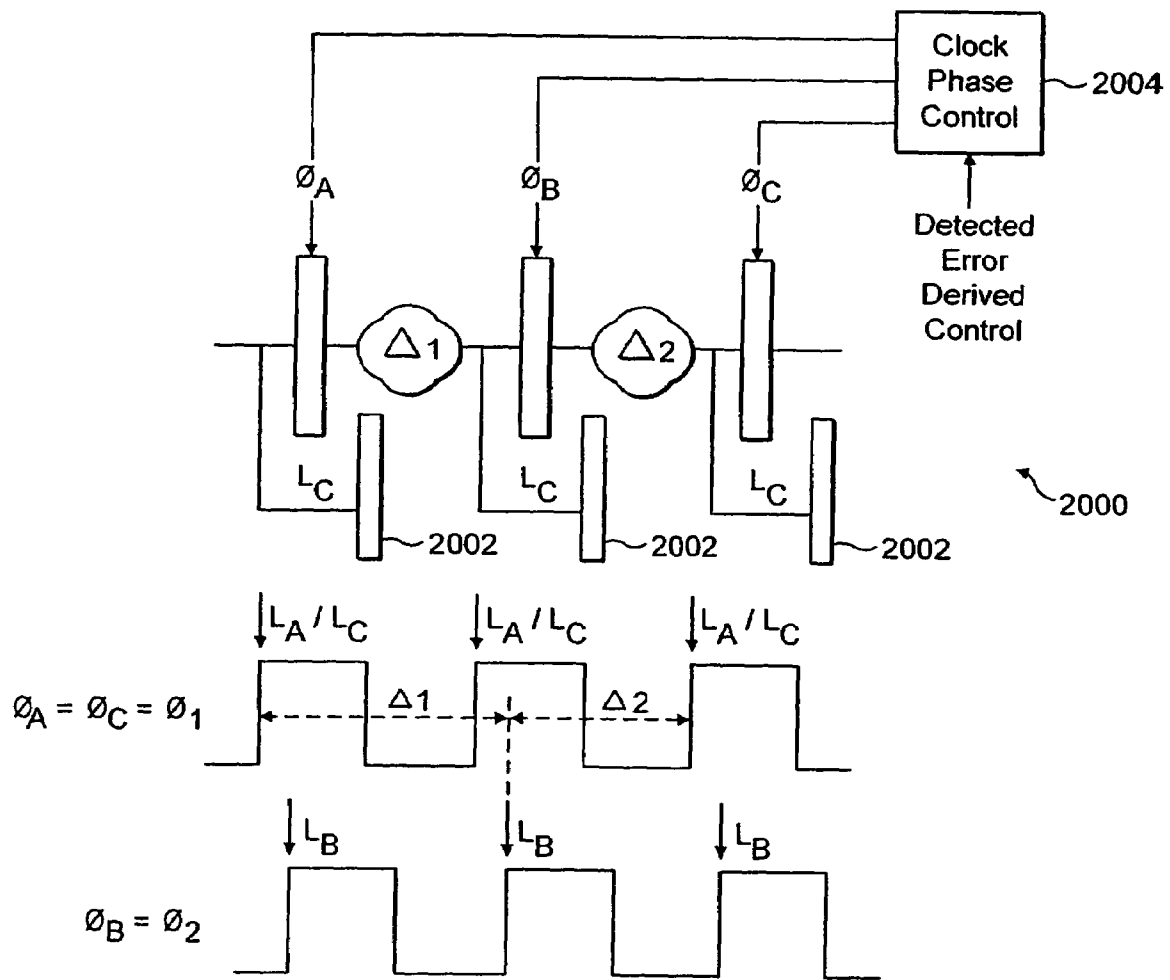 Clock
Phase
Control
2004
ØA
ØB
ØC
Detected
Error
Derived
Control
Δ1
Δ2
LC
LC
LC
2000
2002
2002
2002
LA / LC
LA / LC
LA / LC
ØA = ØC = Ø1
Δ1
Δ2
LB
LB
LB
ØB = Ø2